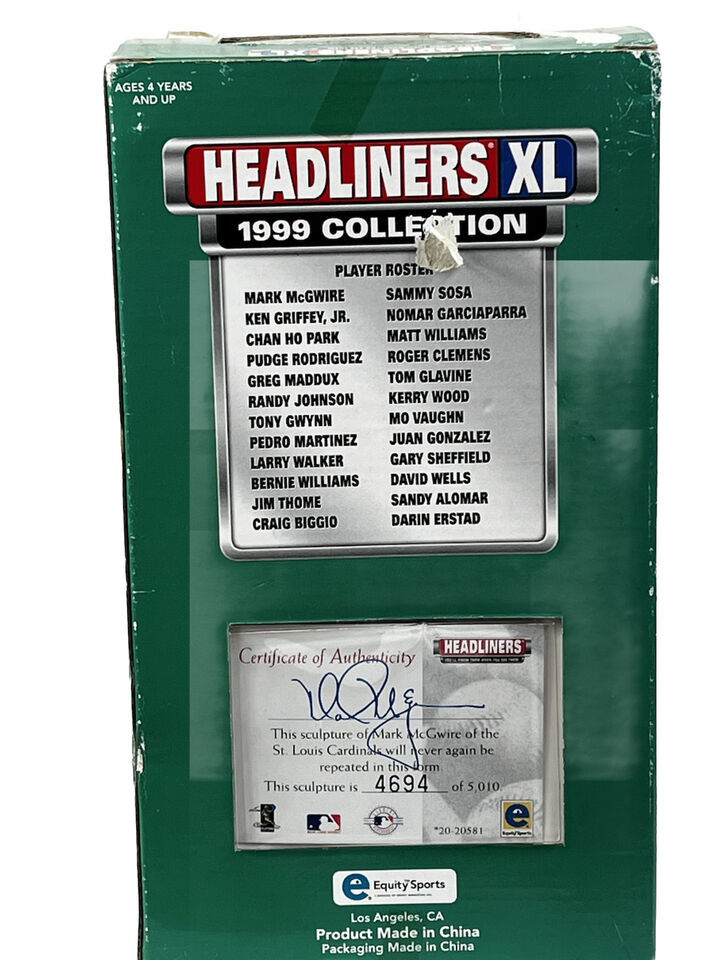 AGES 4 YEARS
AND UP
HEADLINERS® XL
1999 COLLECTION
PLAYER ROSTER
MARK McGWIRE SAMMY SOSA
KEN GRIFFEY, JR. NOMAR GARCIAPARRA
CHAN HO PARK MATT WILLIAMS
PUDGE RODRIGUEZ ROGER CLEMENS
GREG MADDUX TOM GLAVINE
RANDY JOHNSON KERRY WOOD
TONY GWYNN MO VAUGHN
PEDRO MARTINEZ JUAN GONZALEZ
LARRY WALKER GARY SHEFFIELD
BERNIE WILLIAMS DAVID WELLS
JIM THOME SANDY ALOMAR
CRAIG BIGGIO DARIN ERSTAD
Certificate of Authenticity
HEADLINERS
This sculpture of Mark McGwire of the
St. Louis Cardinals will never again be
repeated in this form.
This sculpture is 4694 of 5,010.
*20-20581
e
Equity Sports
e Equity™Sports
Los Angeles, CA
Product Made in China
Packaging Made in China